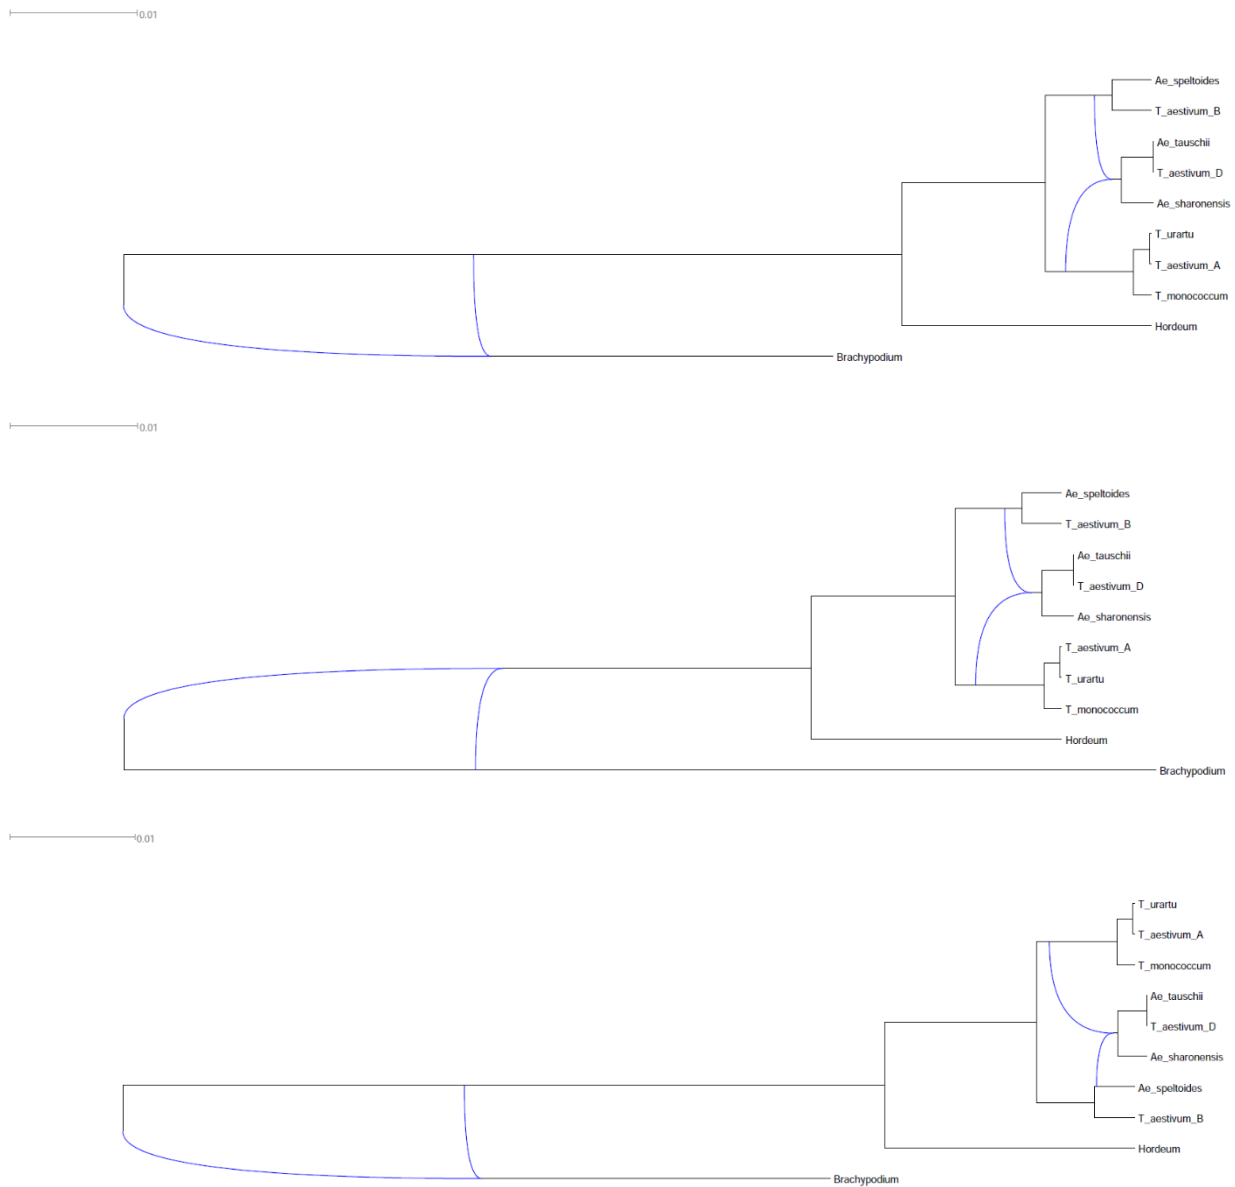 0.01
Ae_speltoides
T_aestivum_B
Ae_tauschii
T_aestivum_D
Ae_sharonensis
T_urartu
T_aestivum_A
T_monococcum
Hordeum
Brachypodium
0.01
Ae_speltoides
T_aestivum_B
Ae_tauschii
T_aestivum_D
Ae_sharonensis
T_aestivum_A
T_urartu
T_monococcum
Hordeum
Brachypodium
0.01
T_urartu
T_aestivum_A
T_monococcum
Ae_tauschii
T_aestivum_D
Ae_sharonensis
Ae_speltoides
T_aestivum_B
Hordeum
Brachypodium